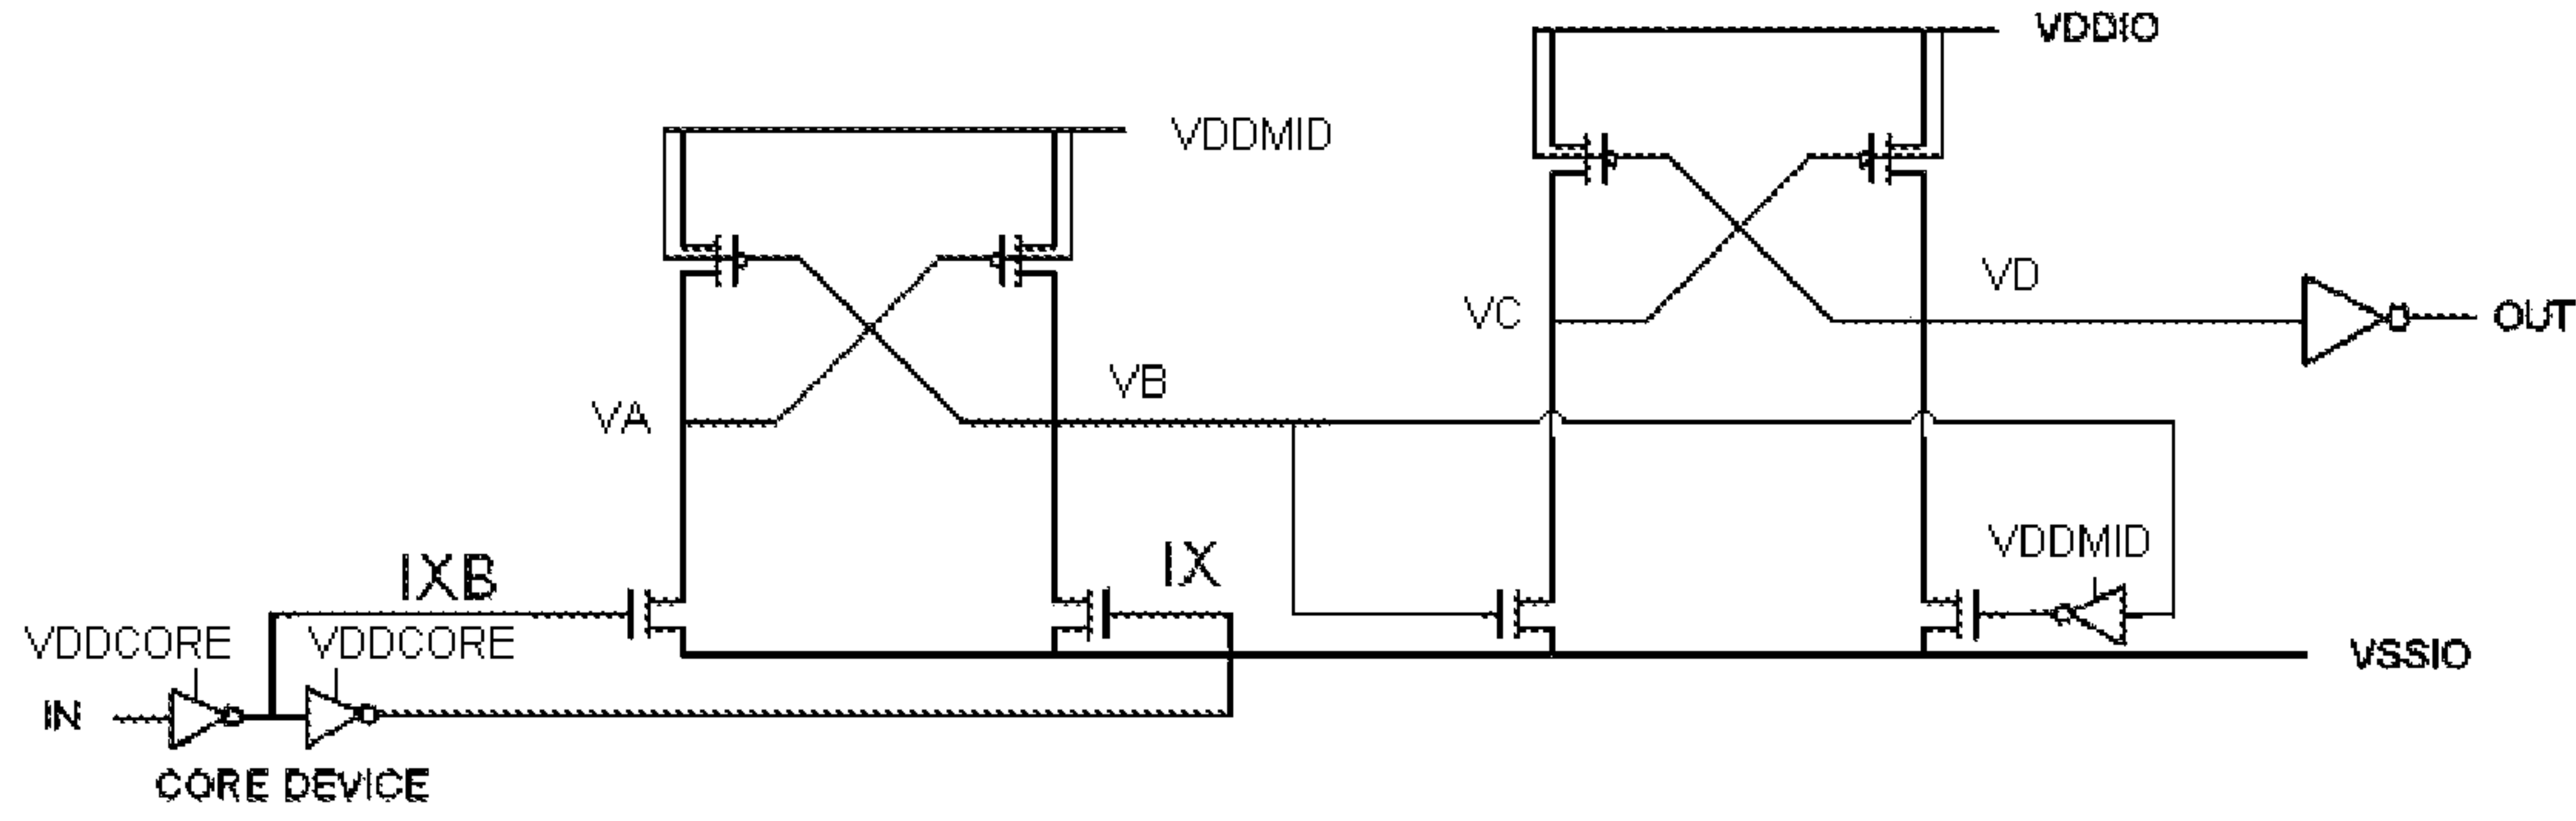 VDDIO
VDDMID
VD
VC
OUT
VB
VA
VDDMID
IXB
IX
VDDCORE
VDDCORE
VSSIO
IN
CORE DEVICE